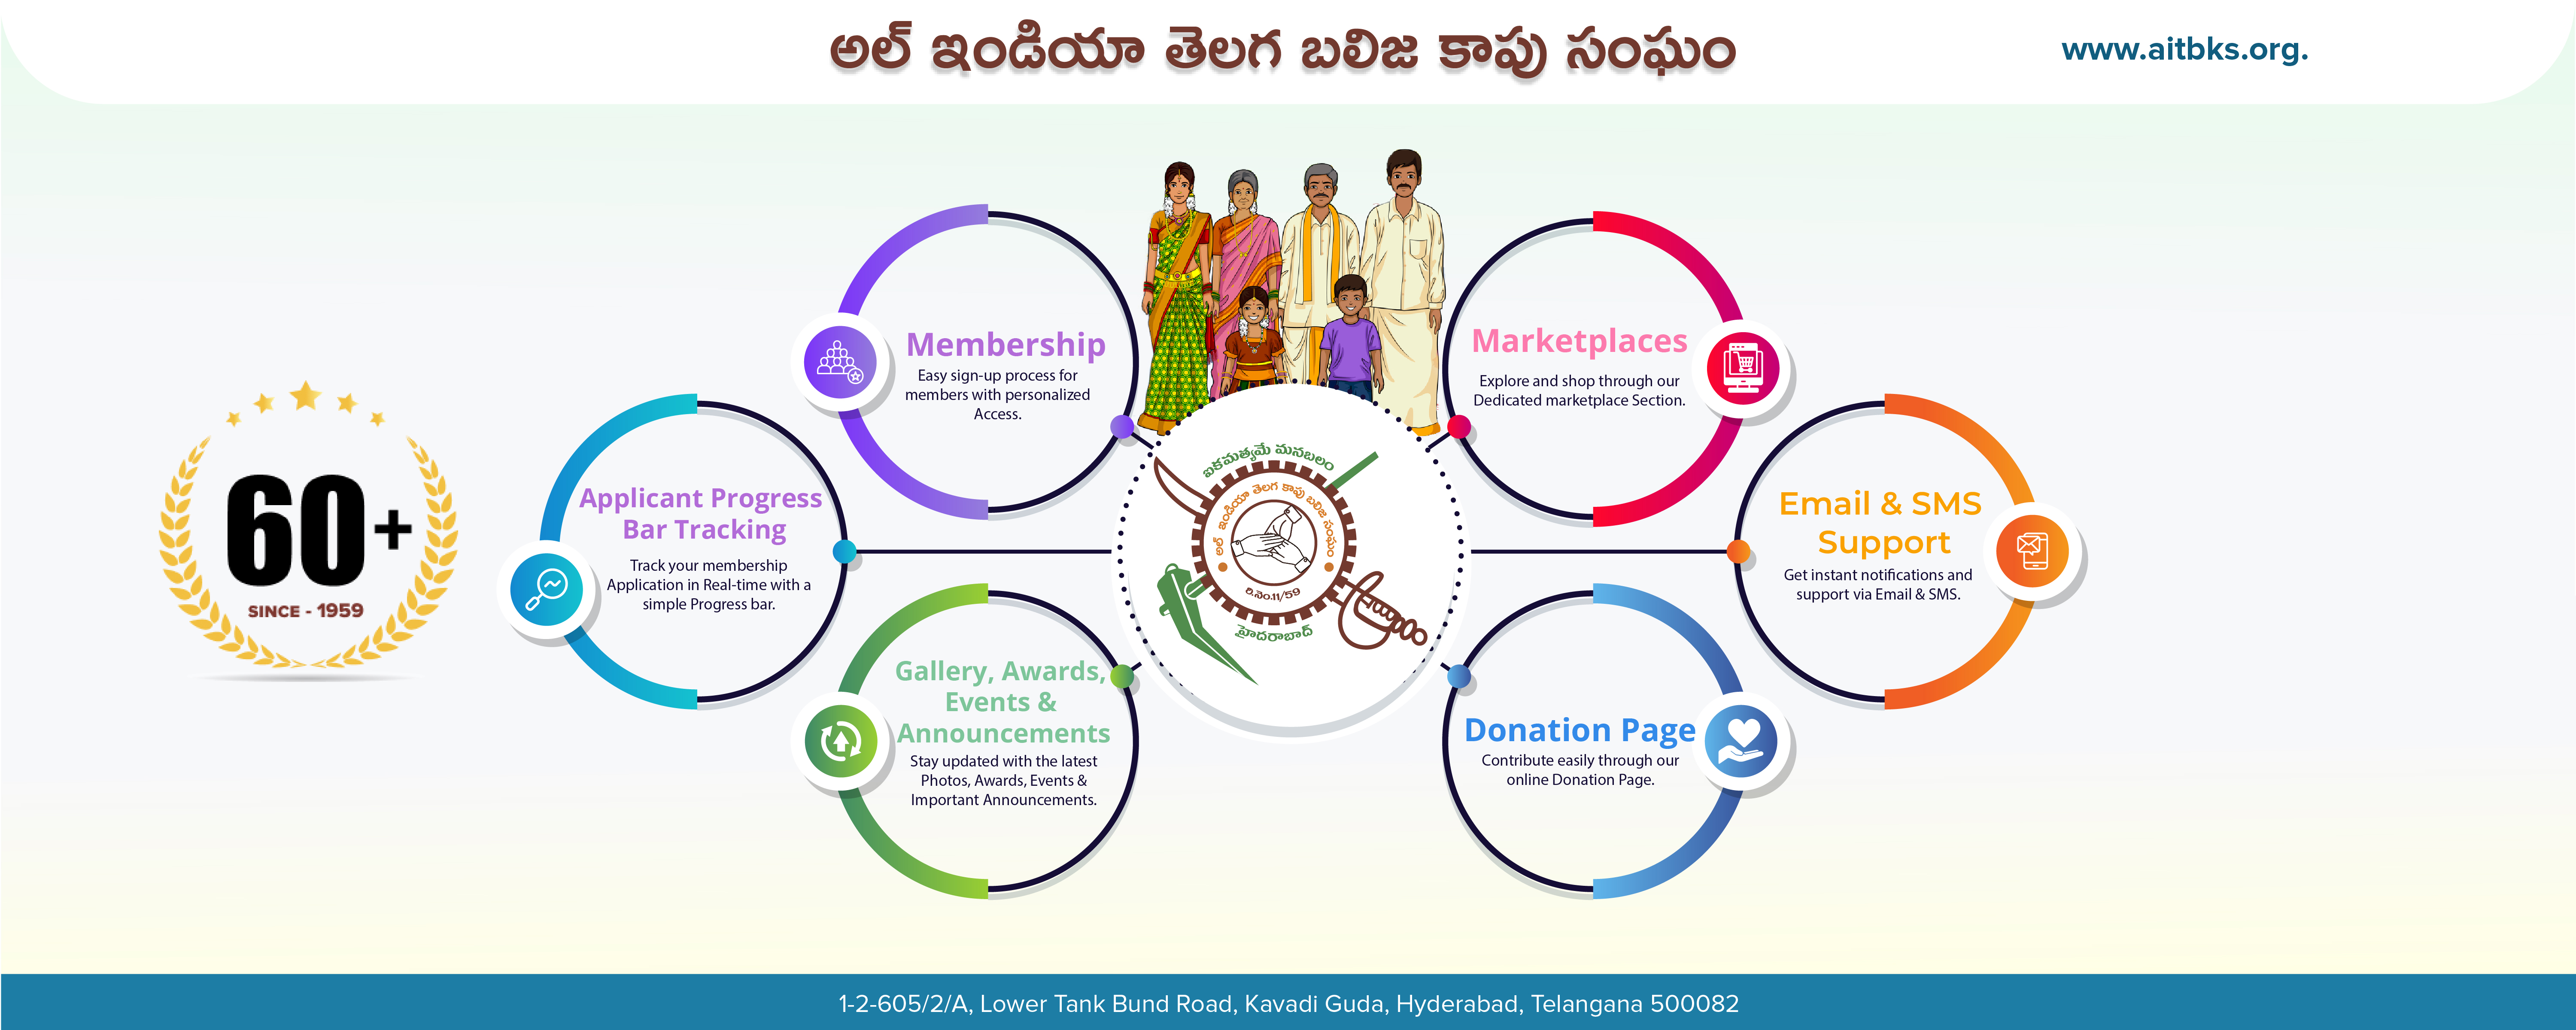 అల్ ఇండియా తెలగ బలిజ కాపు సంఘం
www.aitbks.org.
60+
SINCE - 1959
Applicant Progress
Bar Tracking
Track your membership
Application in Real-time with a
simple Progress bar.
Membership
Easy sign-up process for
members with personalized
Access.
Gallery, Awards,
Events &
Announcements
Stay updated with the latest
Photos, Awards, Events &
Important Announcements.
ఐకమత్యమే మనబలం
అల్ ఇండియా తెలగ కాపు బలిజ సంఘం
రి.నెం.11/59
హైదరాబాద్
Marketplaces
Explore and shop through our
Dedicated marketplace Section.
Email & SMS
Support
Get instant notifications and
support via Email & SMS.
Donation Page
Contribute easily through our
online Donation Page.
1-2-605/2/A, Lower Tank Bund Road, Kavadi Guda, Hyderabad, Telangana 500082